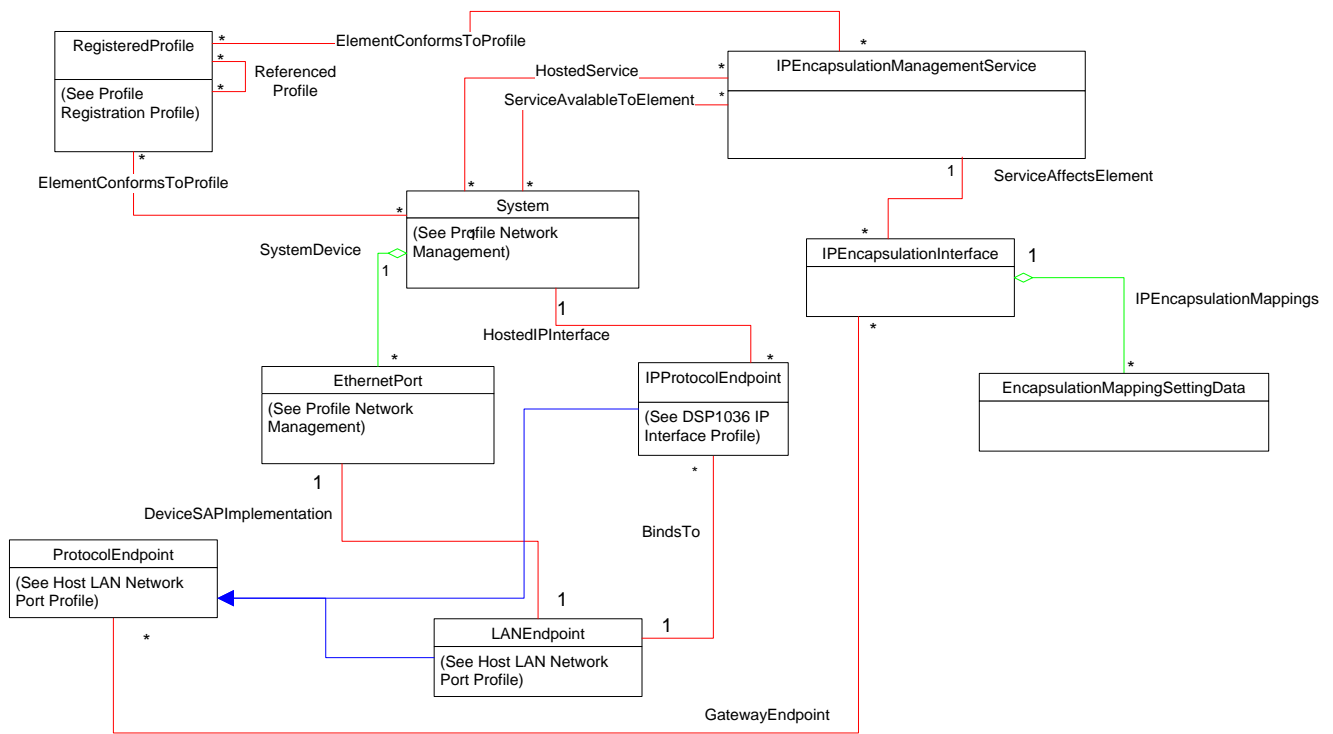 ElementConformsToProfile
*
*
RegisteredProfile
*
*
Referenced
Profile
(See Profile
Registration Profile)
*
IPEncapsulationManagementService
HostedService
*
ServiceAvalableToElement
*
1
ServiceAffectsElement
*
ElementConformsToProfile
*
*
*
System
(See Profile Network
Management)
1
SystemDevice
1
1
HostedIPInterface
*
*
IPEncapsulationInterface
1
*
IPEncapsulationMappings
*
EncapsulationMappingSettingData
EthernetPort
(See Profile Network
Management)
1
IPProtocolEndpoint
(See DSP1036 IP
Interface Profile)
*
DeviceSAPImplementation
BindsTo
ProtocolEndpoint
(See Host LAN Network
Port Profile)
*
1
1
LANEndpoint
(See Host LAN Network
Port Profile)
GatewayEndpoint